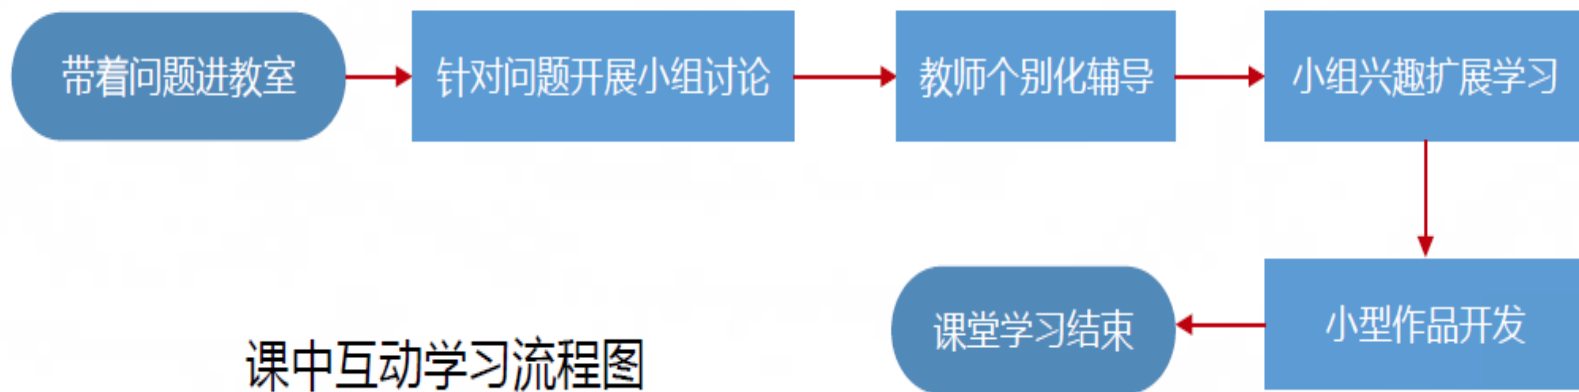 带着问题进教室
针对问题开展小组讨论
教师个别化辅导
小组兴趣扩展学习
小型作品开发
课堂学习结束
课中互动学习流程图